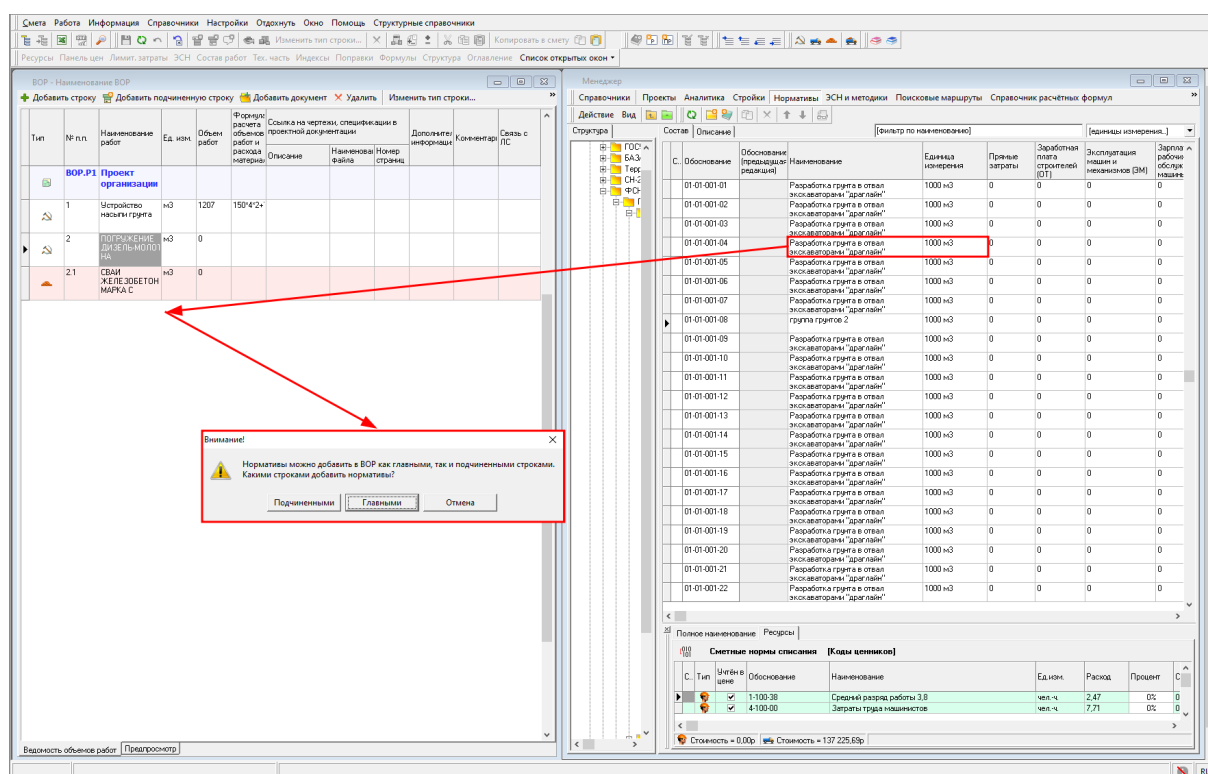 Смета Работа Информация Справочники Настройки Отдохнуть Окно Помощь Структурные справочники
Изменить тип строки... Копировать в смету
Ресурсы Панель цен Лимит. затраты ЭСН Состав работ Тех. часть Индексы Поправки Формулы Структура Оглавление Список открытых окон
ВОР - Наименование ВОР
Добавить строку Добавить подчиненную строку Добавить документ Удалить Изменить тип строки... »
Тип
№ п.п.
Наименование работ
Ед. изм.
Объем работ
Формула расчета объемов работ и расхода
Ссылка на чертежи, спецификации в проектной документации
Описание
файла
Номер страниц
Связь с ЛС
ВОР.Р1 Проект организации
1 Устройство насыпи грунта м3 1207 150*4*2+
2 ПОГРУЖЕНИЕ ДИЗЕЛЬ-МОЛОТ НА м3 0
2.1 СВАИ ЖЕЛЕЗОБЕТОН МАРКА С м3 0
Внимание!
Нормативы можно добавить в ВОР как главными, так и подчиненными строками.
Какими строками добавить нормативы?
Подчиненными Главными Отмена
Ведомость объемов работ Предпросмотр
Менеджер
Справочники Проекты Аналитика Стройки Нормативы ЭСН и методики Поисковые маршруты Справочник расчётных формул »
Действие Вид
Структура
Состав Описание [фильтр по наименованию] [единицы измерения..]
С.. Обоснование
Обоснование (предыдущая редакция)
Наименование
Единица измерения
Прямые затраты
Заработная плата строителей (ОТ)
Эксплуатация машин и механизмов (ЭМ)
01-01-001-01 Разработка грунта в отвал экскаваторами "драглайн" 1000 м3 0 0 0 0
01-01-001-02 Разработка грунта в отвал экскаваторами "драглайн" 1000 м3 0 0 0 0
01-01-001-03 Разработка грунта в отвал экскаваторами "драглайн" 1000 м3 0 0 0 0
01-01-001-04 Разработка грунта в отвал экскаваторами "драглайн" 1000 м3 0 0 0 0
01-01-001-05 Разработка грунта в отвал экскаваторами "драглайн" 1000 м3 0 0 0 0
01-01-001-06 Разработка грунта в отвал экскаваторами "драглайн" 1000 м3 0 0 0 0
01-01-001-07 Разработка грунта в отвал экскаваторами "драглайн" 1000 м3 0 0 0 0
01-01-001-08 группа грунтов 2 1000 м3 0 0 0 0
01-01-001-09 Разработка грунта в отвал экскаваторами "драглайн" 1000 м3 0 0 0 0
01-01-001-10 Разработка грунта в отвал экскаваторами "драглайн" 1000 м3 0 0 0 0
01-01-001-11 Разработка грунта в отвал экскаваторами "драглайн" 1000 м3 0 0 0 0
01-01-001-12 Разработка грунта в отвал экскаваторами "драглайн" 1000 м3 0 0 0 0
01-01-001-13 Разработка грунта в отвал экскаваторами "драглайн" 1000 м3 0 0 0 0
01-01-001-14 Разработка грунта в отвал экскаваторами "драглайн" 1000 м3 0 0 0 0
01-01-001-15 Разработка грунта в отвал экскаваторами "драглайн" 1000 м3 0 0 0 0
01-01-001-16 Разработка грунта в отвал экскаваторами "драглайн" 1000 м3 0 0 0 0
01-01-001-17 Разработка грунта в отвал экскаваторами "драглайн" 1000 м3 0 0 0 0
01-01-001-18 Разработка грунта в отвал экскаваторами "драглайн" 1000 м3 0 0 0 0
01-01-001-19 Разработка грунта в отвал экскаваторами "драглайн" 1000 м3 0 0 0 0
01-01-001-20 Разработка грунта в отвал экскаваторами "драглайн" 1000 м3 0 0 0 0
01-01-001-21 Разработка грунта в отвал экскаваторами "драглайн" 1000 м3 0 0 0 0
01-01-001-22 Разработка грунта в отвал экскаваторами "драглайн" 1000 м3 0 0 0 0
Полное наименование Ресурсы
Сметные нормы списания [Коды ценников]
С.. Тип Учтён в цене Обоснование Наименование Ед.изм. Расход Процент С
1-100-38 Средний разряд работы 3,8 чел.-ч. 2,47 0% 0
4-100-00 Затраты труда машинистов чел.-ч. 7,71 0% 0
Стоимость = 0,00р Стоимость = 137 225,69р